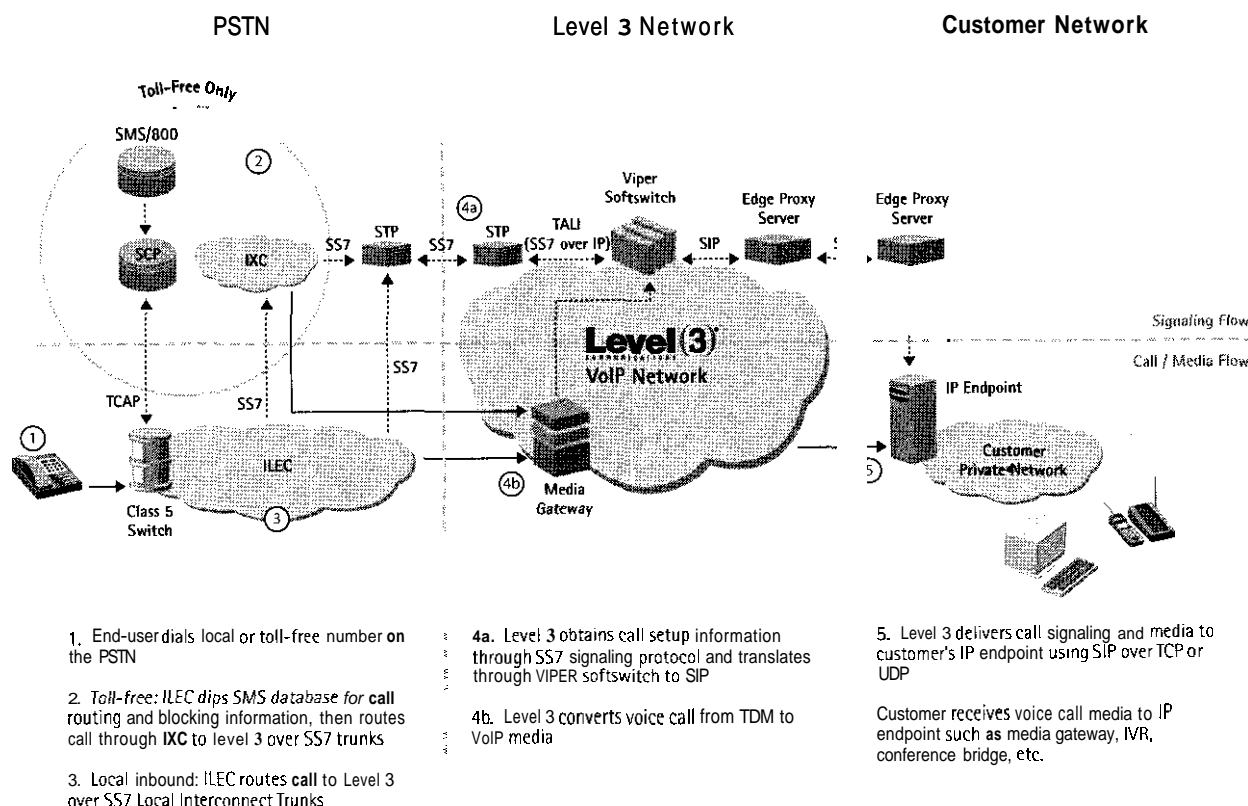 PSTN
Level 3 Network
Customer Network
Toll-Free Only
SMS/800
2
SCP
IXC
SS7
STP
SS7
4a
STP
TALI
(SS7 over IP)
Viper
Softswitch
SIP
Edge Proxy
Server
Edge Proxy
Server
Signaling Flow
Call / Media Flow
Level(3)
COMMUNICATIONS
VoIP Network
TCAP
SS7
SS7
1
ILEC
Class 5
Switch
3
4b
Media
Gateway
5
IP Endpoint
Customer
Private Network
1. End-user dials local or toll-free number on
the PSTN
2. Toll-free: ILEC dips SMS database for call
routing and blocking information, then routes
call through IXC to level 3 over SS7 trunks
3. Local inbound: ILEC routes call to Level 3
over SS7 Local Interconnect Trunks
4a. Level 3 obtains call setup information
through SS7 signaling protocol and translates
through VIPER softswitch to SIP
4b. Level 3 converts voice call from TDM to
VoIP media
5. Level 3 delivers call signaling and media to
customer's IP endpoint using SIP over TCP or
UDP
Customer receives voice call media to IP
endpoint such as media gateway, IVR,
conference bridge, etc.